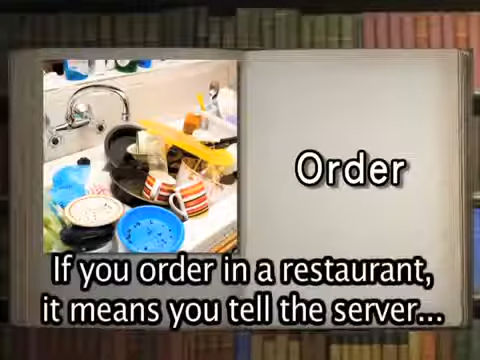 Order
If you order in a restaurant,
it means you tell the server...